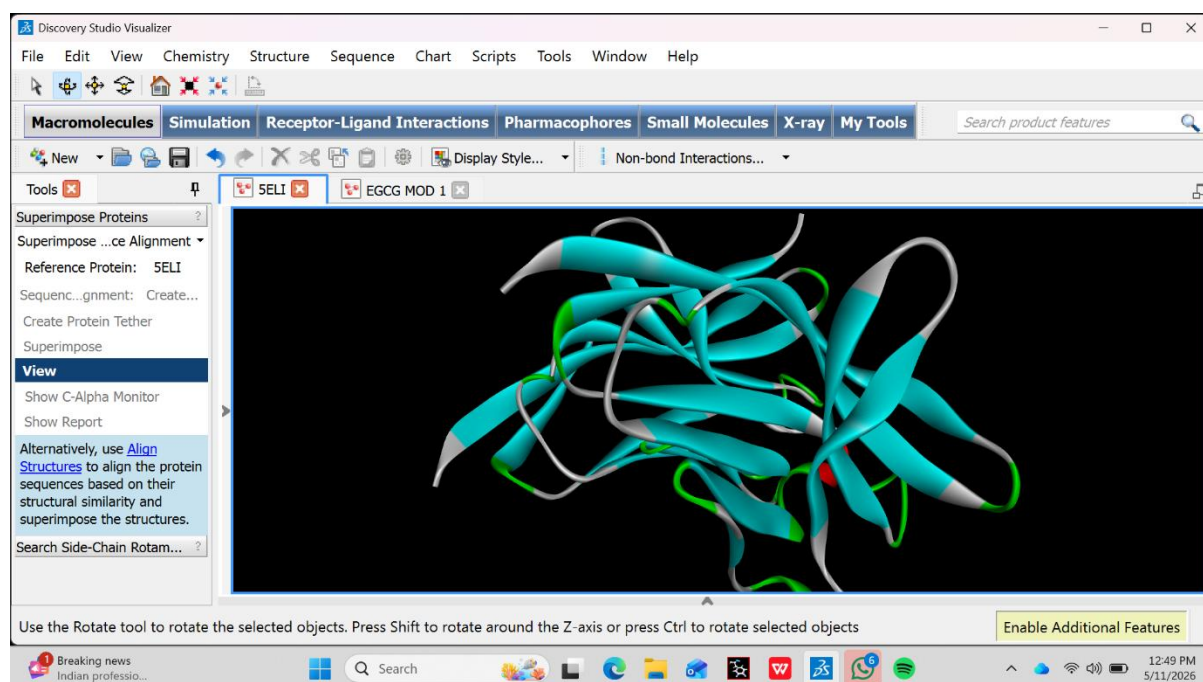 Discovery Studio Visualizer
File Edit View Chemistry Structure Sequence Chart Scripts Tools Window Help
Macromolecules Simulation Receptor-Ligand Interactions Pharmacophores Small Molecules X-ray My Tools Search product features
New Display Style... Non-bond Interactions...
Tools 5ELI EGCG MOD 1
Superimpose Proteins ?
Superimpose ...ce Alignment
Reference Protein: 5ELI
Sequenc...gnment: Create...
Create Protein Tether
Superimpose
View
Show C-Alpha Monitor
Show Report
Alternatively, use Align
Structures to align the protein
sequences based on their
structural similarity and
superimpose the structures.
Search Side-Chain Rotam... ?
Use the Rotate tool to rotate the selected objects. Press Shift to rotate around the Z-axis or press Ctrl to rotate selected objects
Enable Additional Features
1 Breaking news
Indian professio...
Search
W
6
12:49 PM
5/11/2026